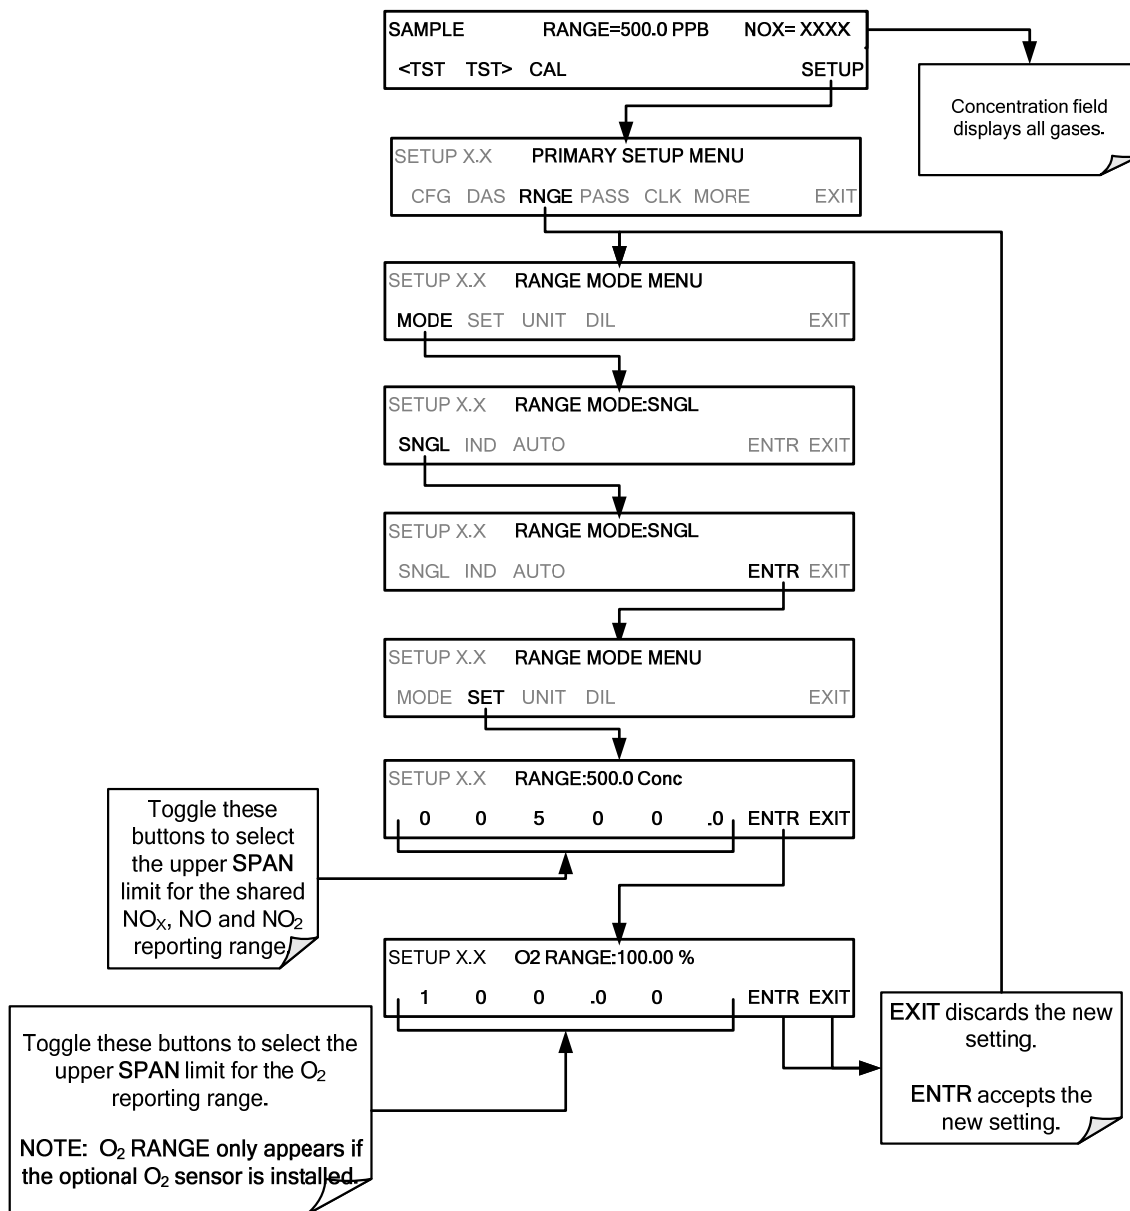 SAMPLE RANGE=500.0 PPB NOX= XXXX
<TST TST> CAL SETUP
Concentration field
displays all gases.
SETUP X.X PRIMARY SETUP MENU
CFG DAS RNGE PASS CLK MORE EXIT
SETUP X.X RANGE MODE MENU
MODE SET UNIT DIL EXIT
SETUP X.X RANGE MODE:SNGL
SNGL IND AUTO ENTR EXIT
SETUP X.X RANGE MODE:SNGL
SNGL IND AUTO ENTR EXIT
SETUP X.X RANGE MODE MENU
MODE SET UNIT DIL EXIT
SETUP X.X RANGE:500.0 Conc
0 0 5 0 0 .0 ENTR EXIT
Toggle these
buttons to select
the upper SPAN
limit for the shared
NOX, NO and NO2
reporting range.
SETUP X.X O2 RANGE:100.00 %
1 0 0 .0 0 ENTR EXIT
Toggle these buttons to select the
upper SPAN limit for the O2
reporting range.
NOTE: O2 RANGE only appears if
the optional O2 sensor is installed.
EXIT discards the new
setting.
ENTR accepts the
new setting.